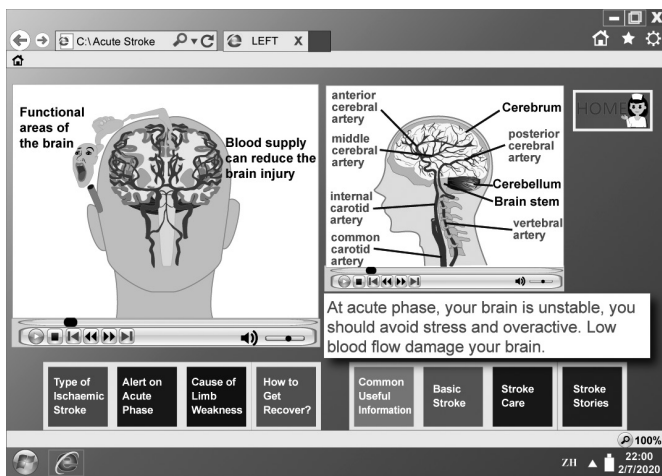 C:\ Acute Stroke
LEFT
X
Functional
areas of
the brain
Blood supply
can reduce the
brain injury
anterior
cerebral
artery
middle
cerebral
artery
internal
carotid
artery
common
carotid
artery
Cerebrum
posterior
cerebral
artery
Cerebellum
Brain stem
vertebral
artery
HOME
At acute phase, your brain is unstable, you
should avoid stress and overactive. Low
blood flow damage your brain.
Type of
Ischaemic
Stroke
Alert on
Acute
Phase
Cause of
Limb
Weakness
How to
Get
Recover?
Common
Useful
Information
Basic
Stroke
Stroke
Care
Stroke
Stories
100%
ZH
22:00
2/7/2020